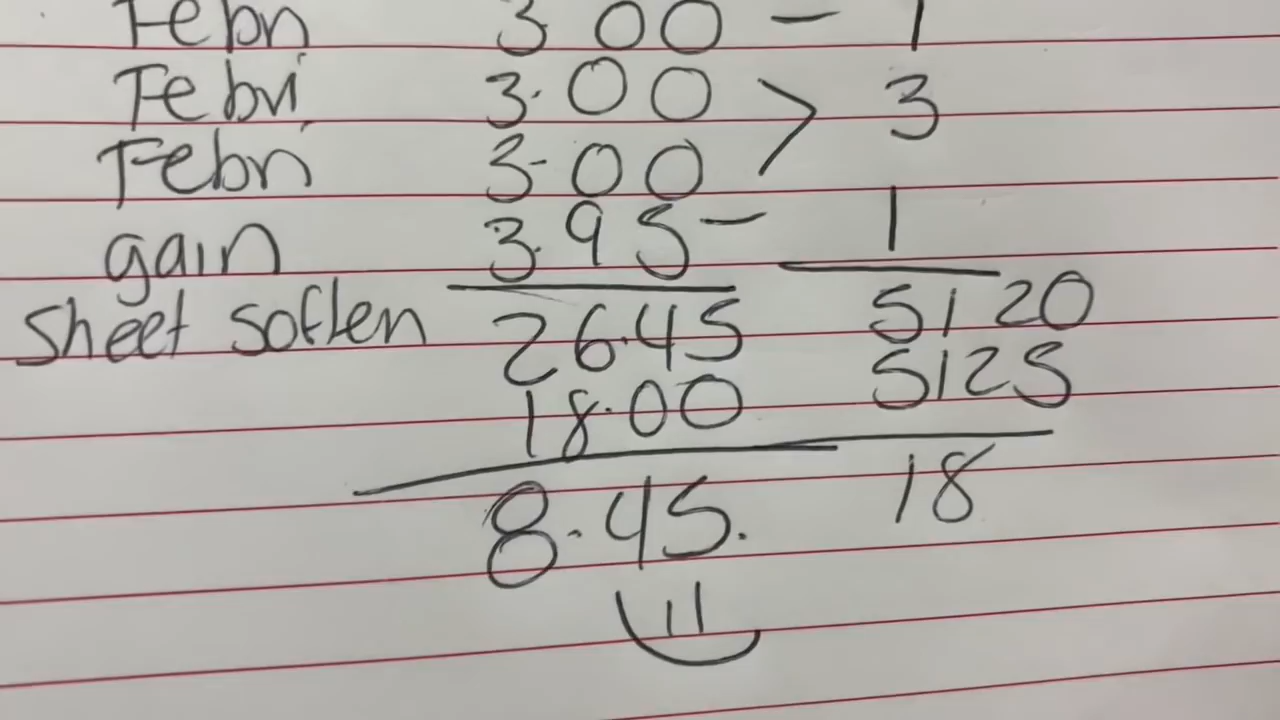 Febri 3.00 - 1
Febri 3.00 > 3
Febri 3.00
gain 3.95 - 1
Sheet soften 26.45 5120
18.00 5125
8.45. 18